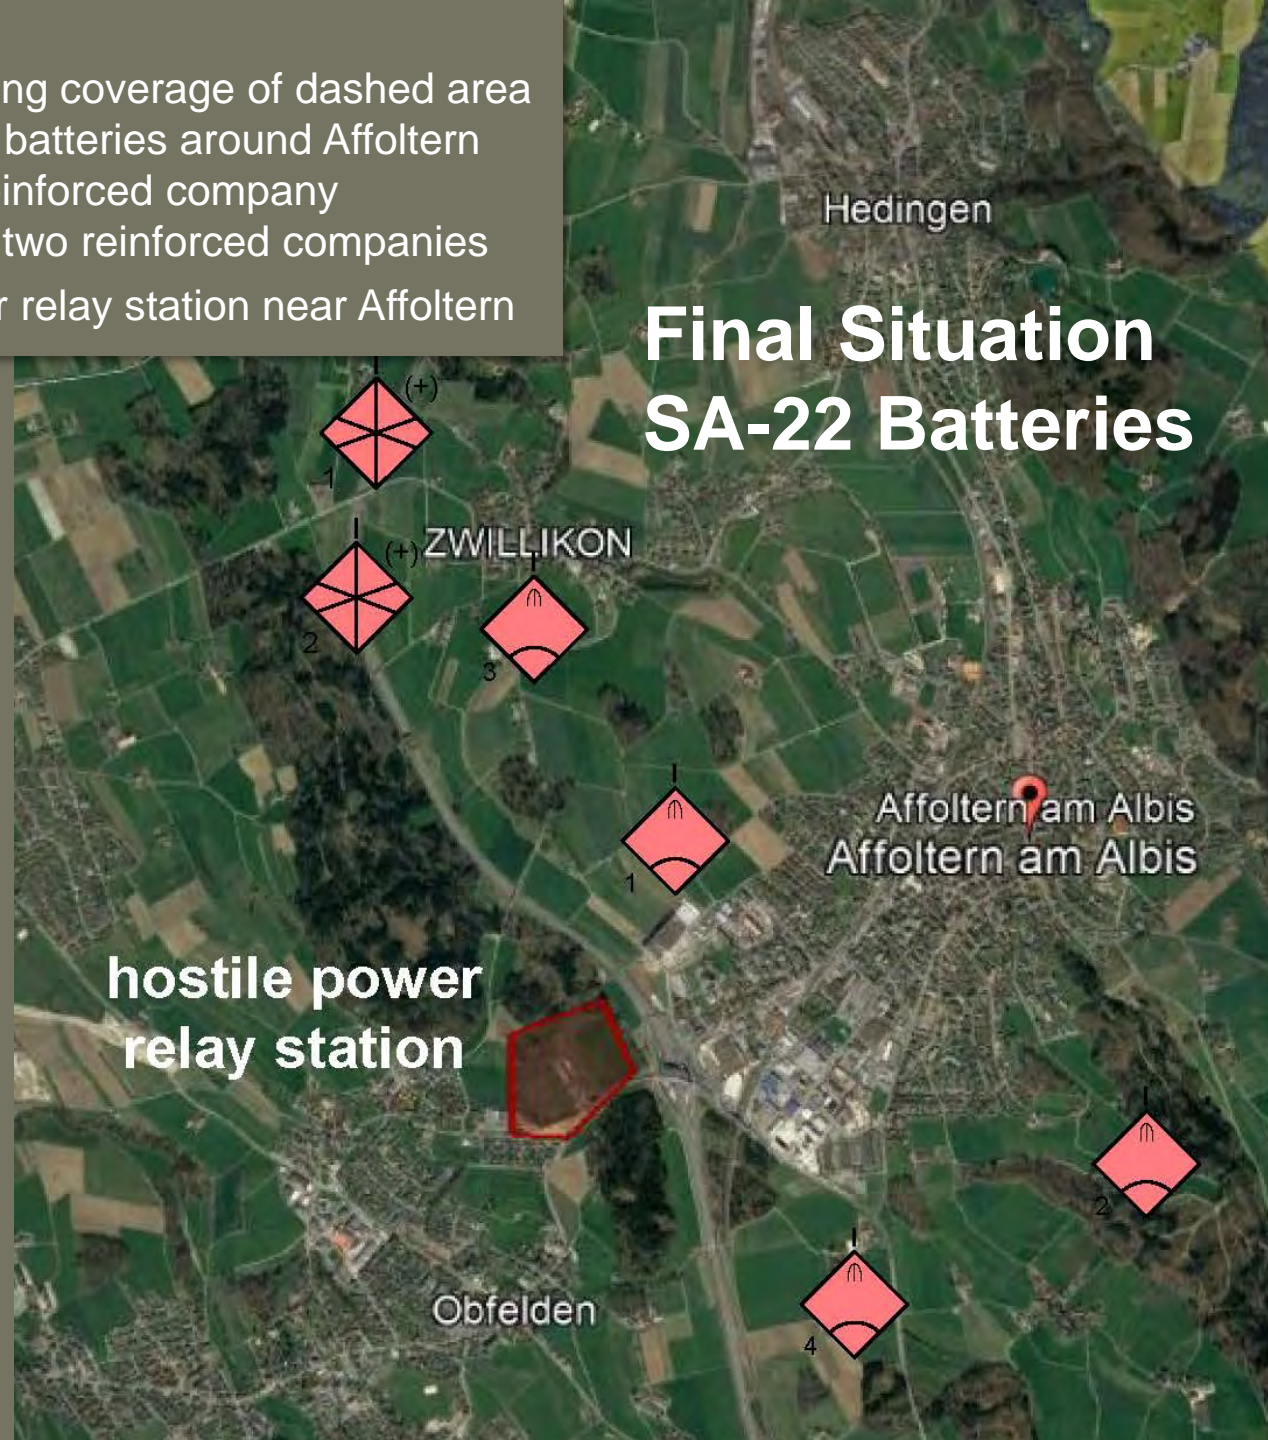 ng coverage of dashed area
batteries around Affoltern
inforced company
two reinforced companies
r relay station near Affoltern
Hedingen
Final Situation
SA-22 Batteries
(+)
1
(+)
ZWILLIKON
2
3
Affoltern am Albis
Affoltern am Albis
1
hostile power
relay station
2
Obfelden
4